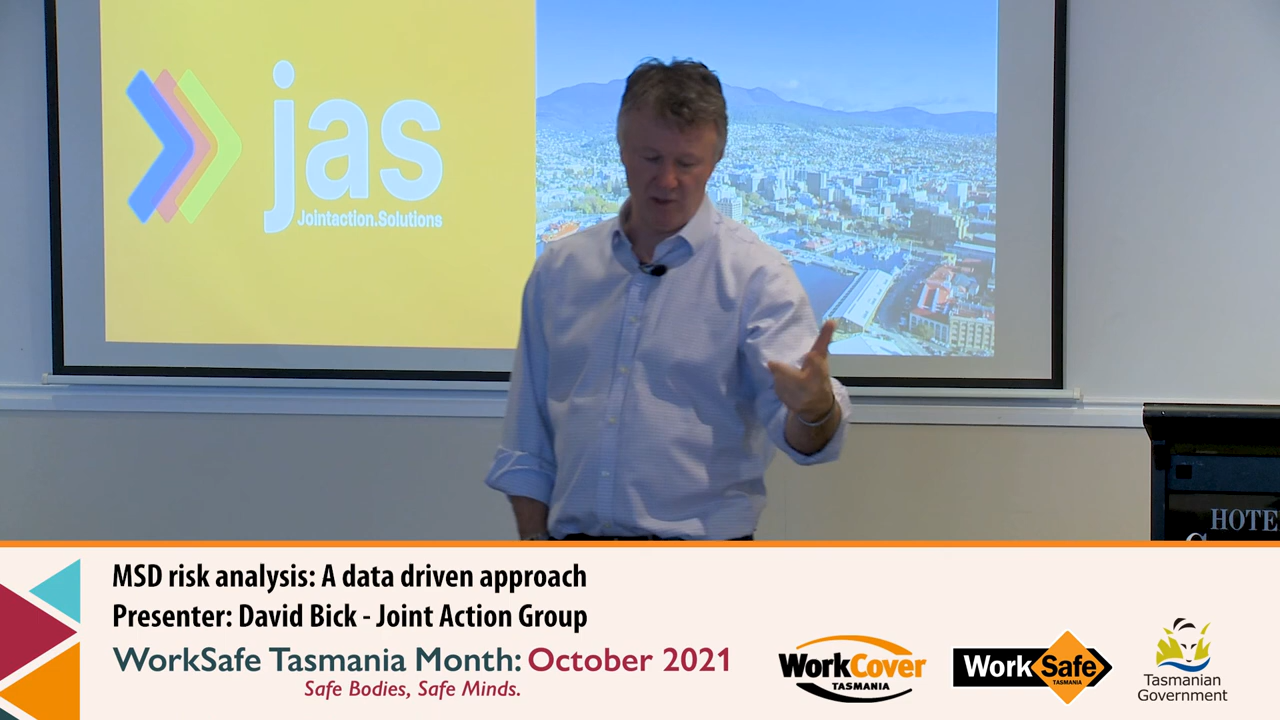 jas
Jointaction.Solutions
HOTE
MSD risk analysis: A data driven approach
Presenter: David Bick - Joint Action Group
WorkSafe Tasmania Month: October 2021
Safe Bodies, Safe Minds.
WorkCover
TASMANIA
WorkSafe
TASMANIA
Tasmanian
Government